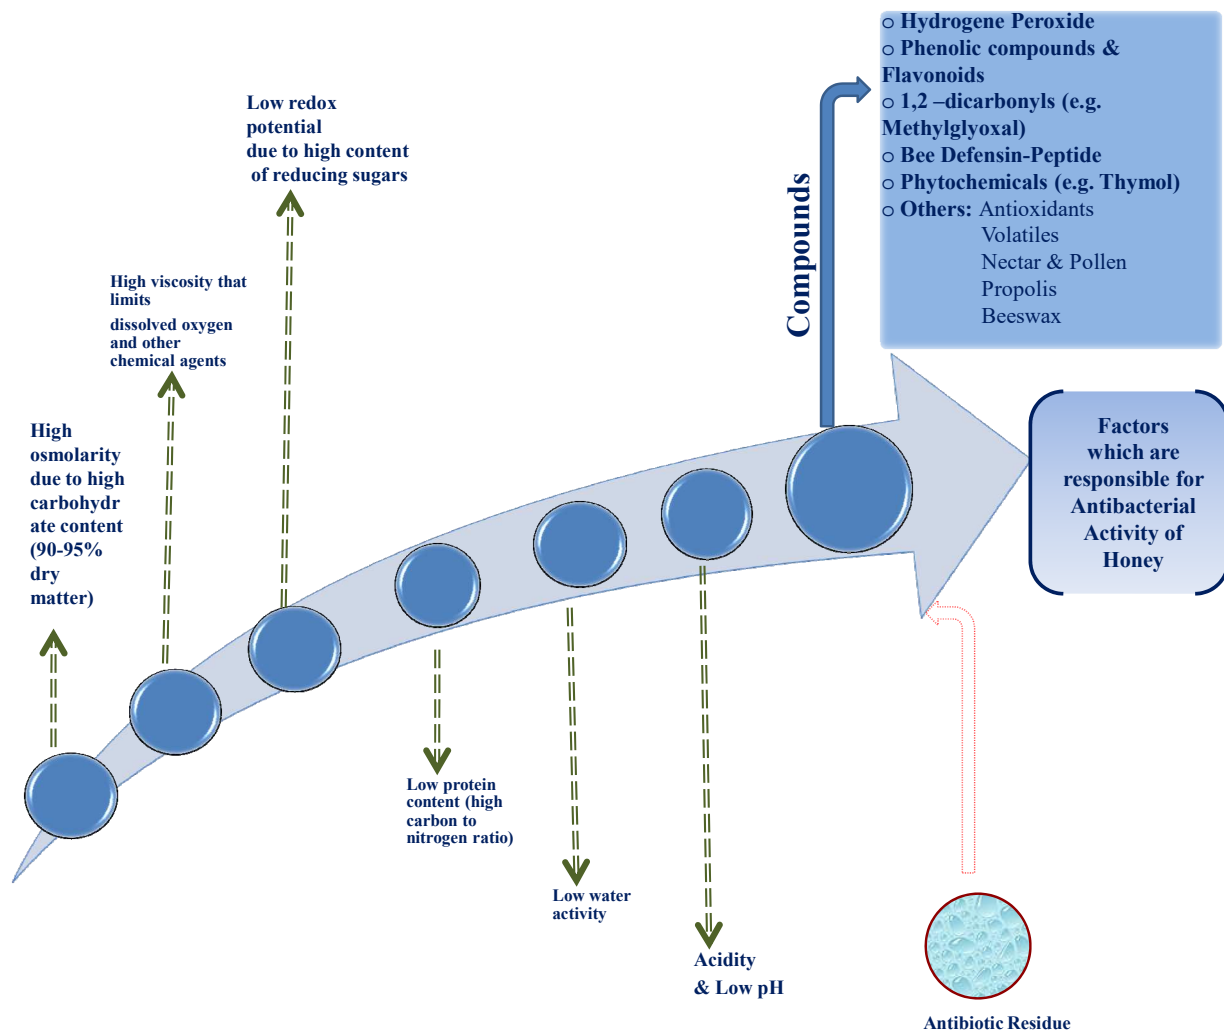 Low redox
potential
due to high content
of reducing sugars
High viscosity that
limits
dissolved oxygen
and other
chemical agents
High
osmolarity
due to high
carbohydr
ate content
(90-95%
dry
matter)
Low protein
content (high
carbon to
nitrogen ratio)
Low water
activity
Acidity
& Low pH
Compounds
o Hydrogene Peroxide
o Phenolic compounds &
Flavonoids
o 1,2 –dicarbonyls (e.g.
Methylglyoxal)
o Bee Defensin-Peptide
o Phytochemicals (e.g. Thymol)
o Others: Antioxidants
Volatiles
Nectar & Pollen
Propolis
Beeswax
Factors
which are
responsible for
Antibacterial
Activity of
Honey
Antibiotic Residue